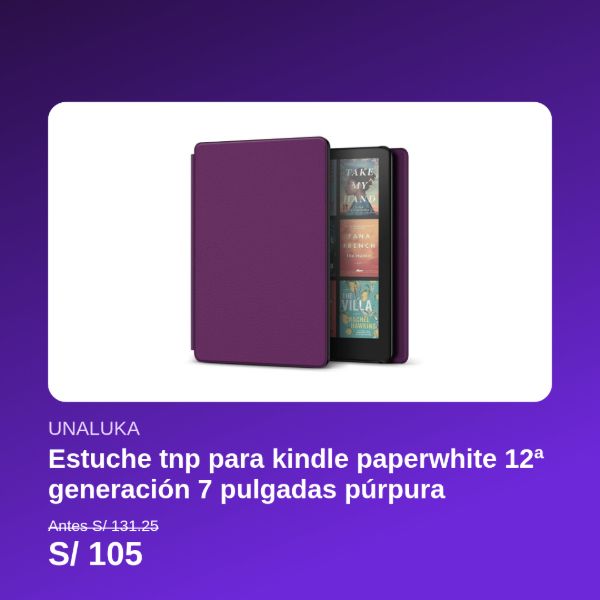 TAKE
MY
HAND
TANA
FRENCH
THE
VILLA
RACHEL
HAWKINS
UNALUKA
Estuche tnp para kindle paperwhite 12ª
generación 7 pulgadas púrpura
Antes S/ 131.25
S/ 105